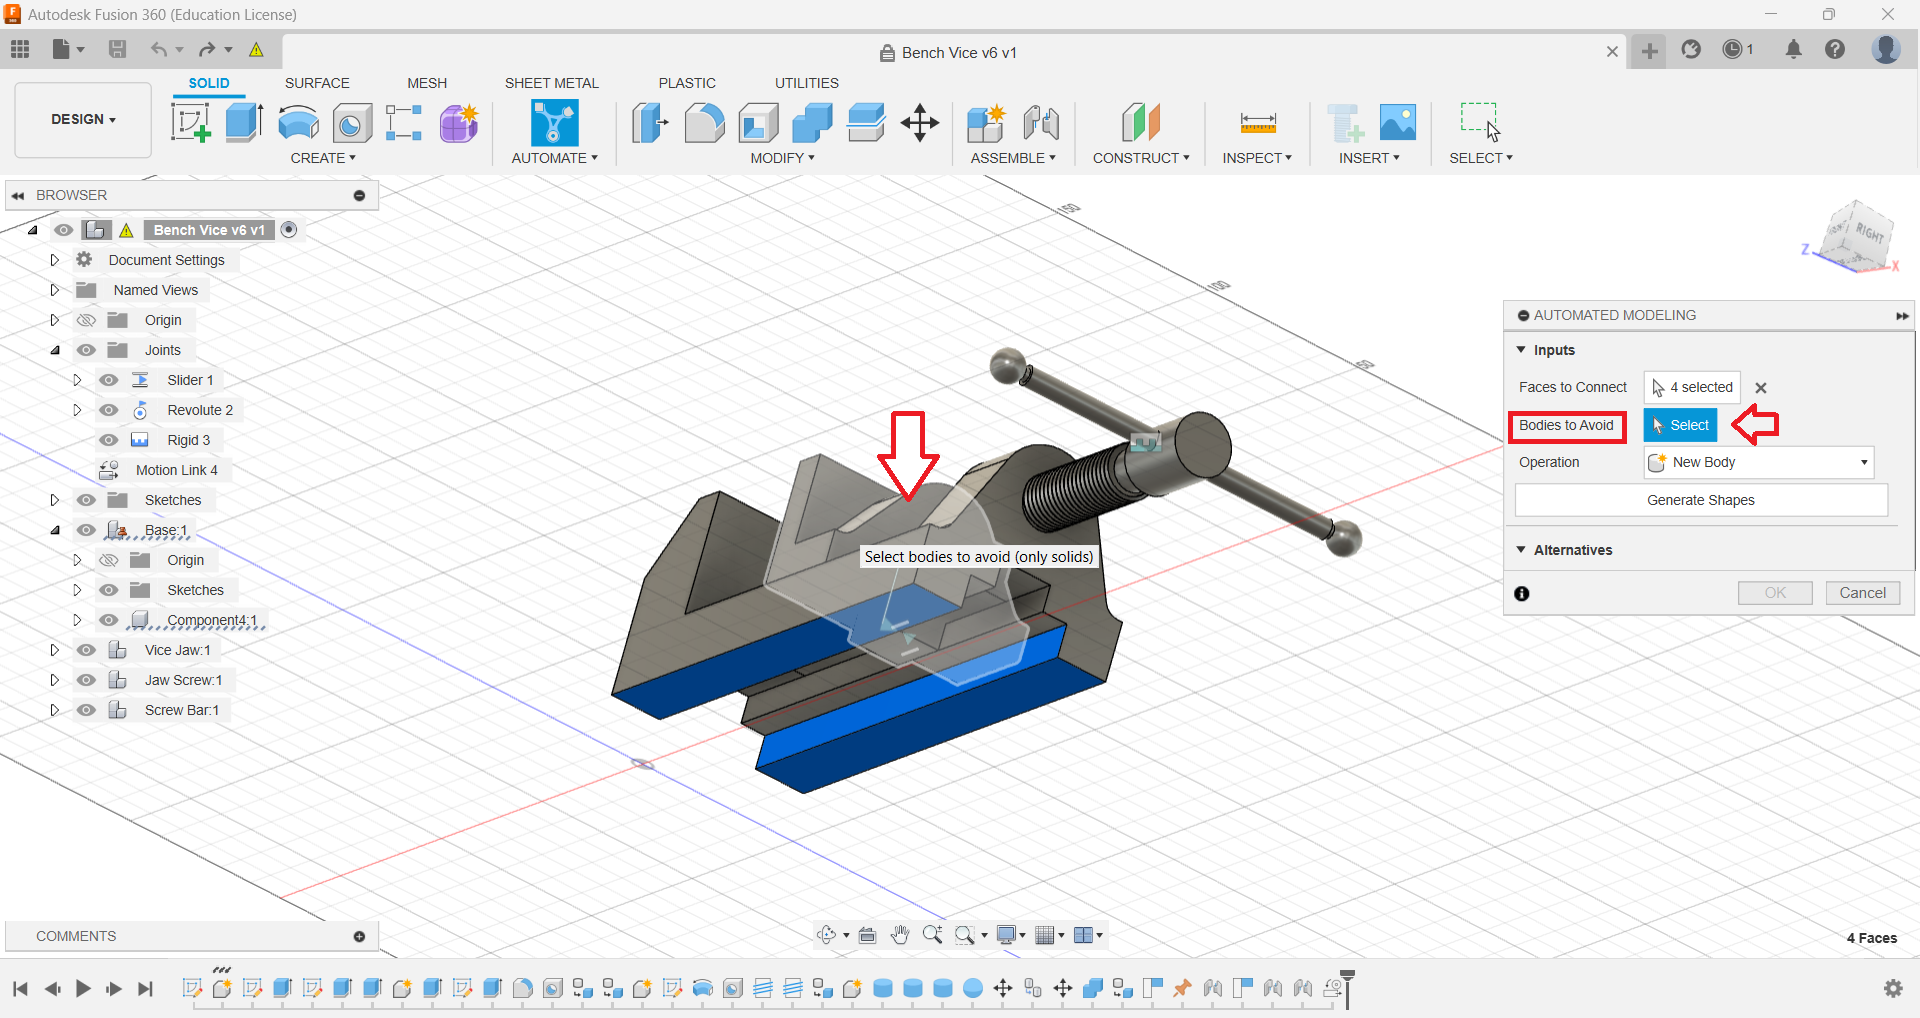 Autodesk Fusion 360 (Education License)
Bench Vice v6 v1
1
SOLID
SURFACE
MESH
SHEET METAL
PLASTIC
UTILITIES
DESIGN
CREATE
AUTOMATE
MODIFY
ASSEMBLE
CONSTRUCT
INSPECT
INSERT
SELECT
BROWSER
Bench Vice v6 v1
Document Settings
Named Views
Origin
Joints
Slider 1
Revolute 2
Rigid 3
Motion Link 4
Sketches
Base:1
Origin
Sketches
Component4:1
Vice Jaw:1
Jaw Screw:1
Screw Bar:1
150
100
50
Select bodies to avoid (only solids)
RIGHT
Z
X
AUTOMATED MODELING
Inputs
Faces to Connect
4 selected
Bodies to Avoid
Select
Operation
New Body
Generate Shapes
Alternatives
OK
Cancel
COMMENTS
4 Faces